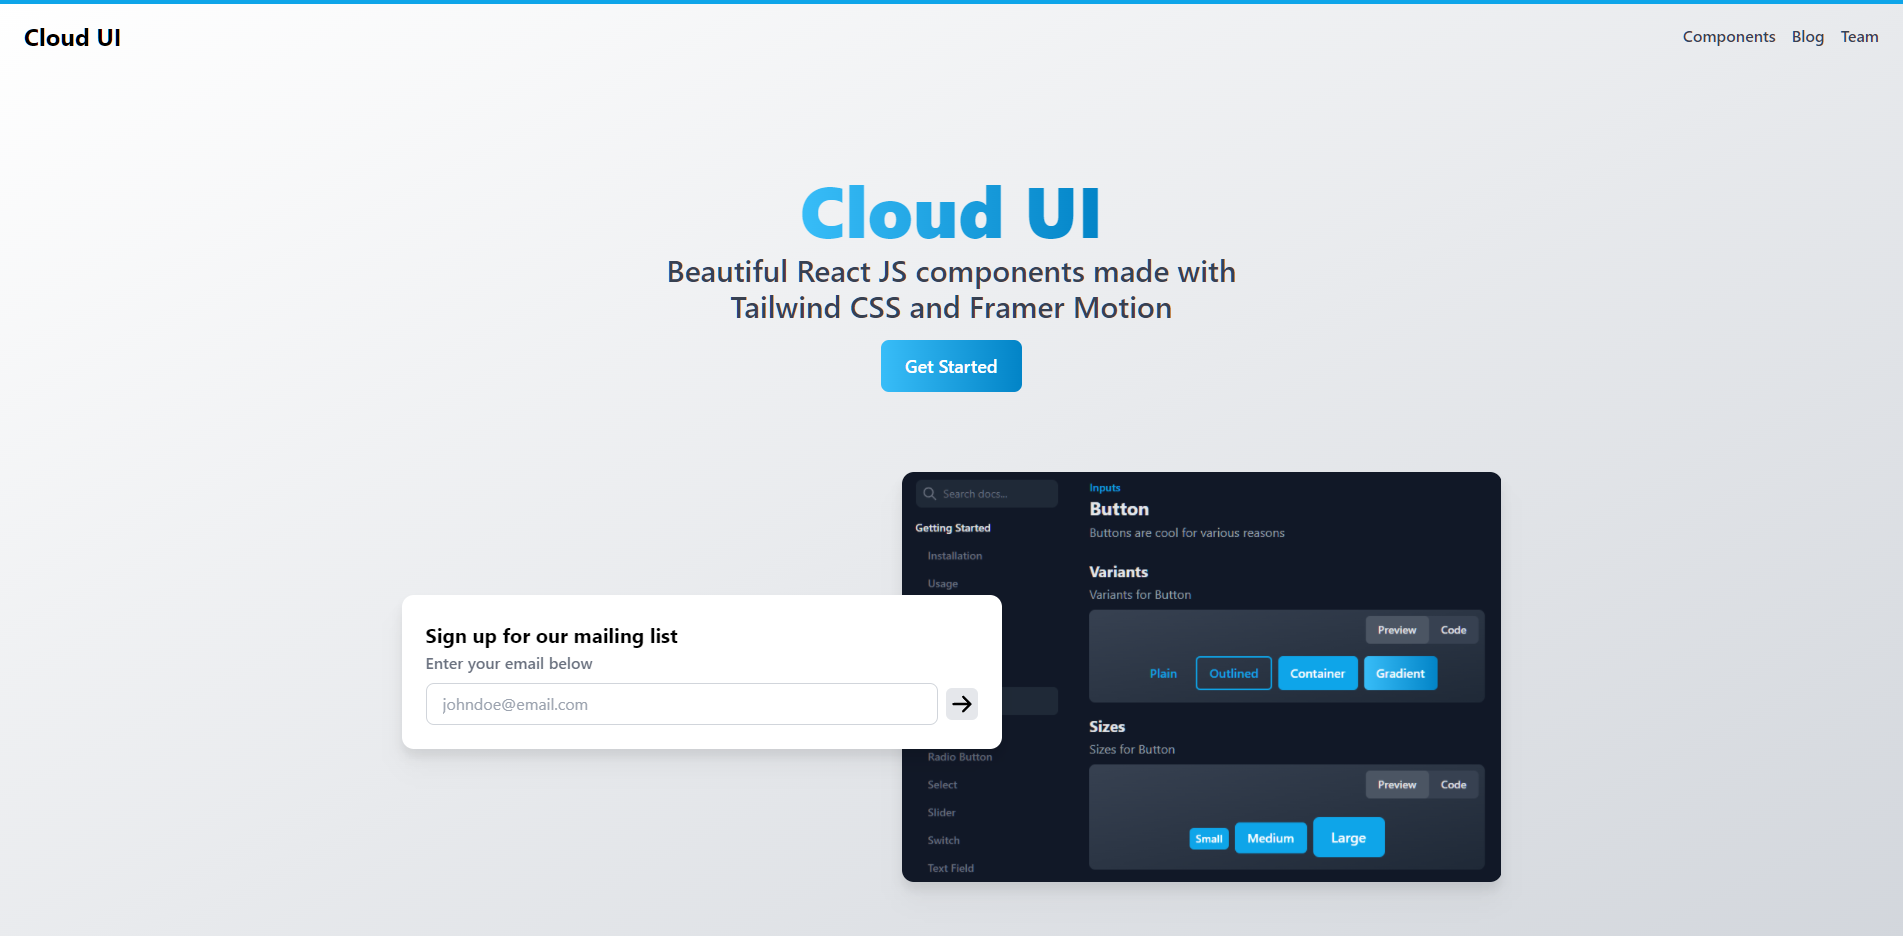 Cloud UI
Components Blog Team
Cloud UI
Beautiful React JS components made with
Tailwind CSS and Framer Motion
Get Started
Search docs...
Getting Started
Installation
Usage
Sign up for our mailing list
Enter your email below
johndoe@email.com
Radio Button
Select
Slider
Switch
Text Field
Inputs
Button
Buttons are cool for various reasons
Variants
Variants for Button
Preview Code
Plain Outlined Container Gradient
Sizes
Sizes for Button
Preview Code
Small Medium Large